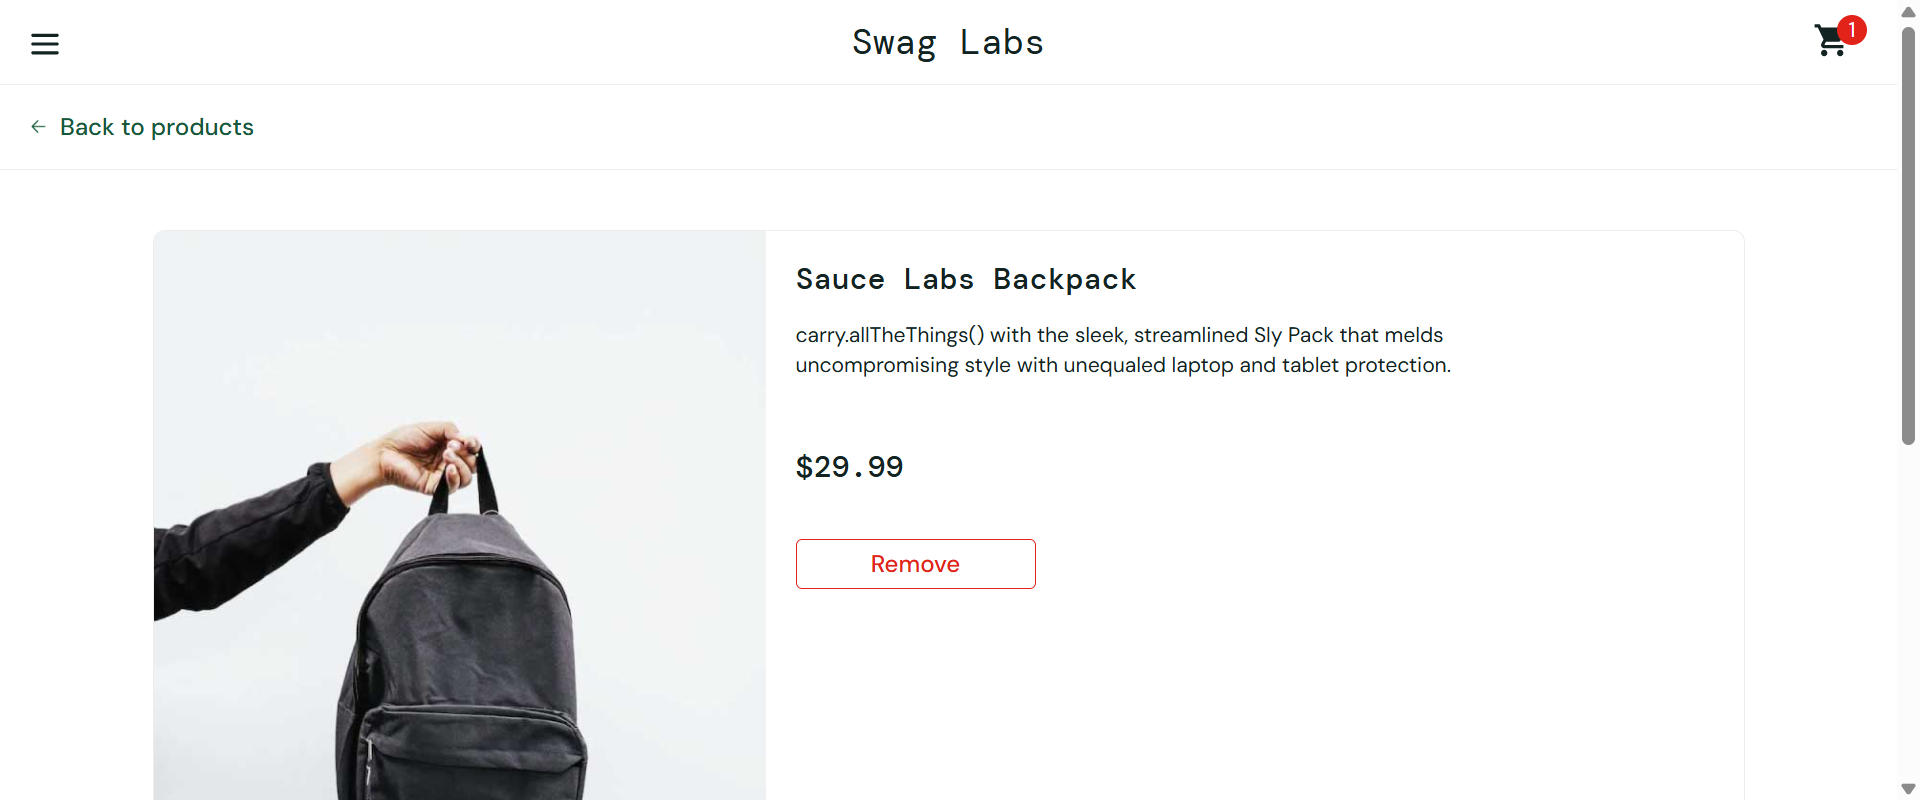 Swag Labs
1
Back to products
Sauce Labs Backpack
carry.allTheThings() with the sleek, streamlined Sly Pack that melds
uncompromising style with unequaled laptop and tablet protection.
$29.99
Remove